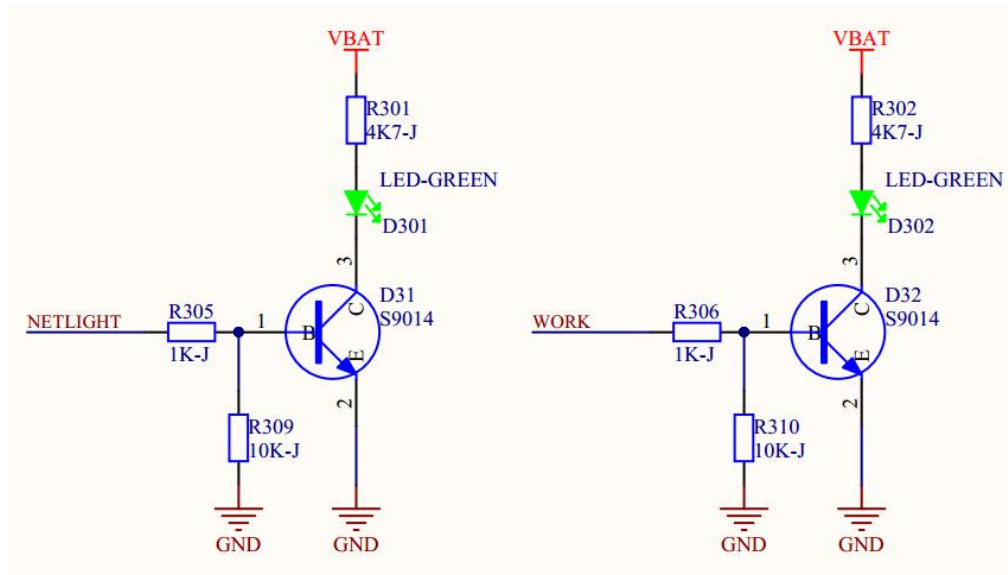 VBAT
R301
4K7-J
LED-GREEN
D301
3
D31
S9014
C
NETLIGHT
R305
1K-J
1
B
E
2
R309
10K-J
GND
GND
VBAT
R302
4K7-J
LED-GREEN
D302
3
D32
S9014
C
WORK
R306
1K-J
1
B
E
2
R310
10K-J
GND
GND